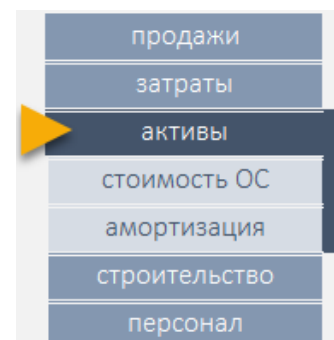 продажи
затраты
активы
стоимость ОС
амортизация
строительство
персонал